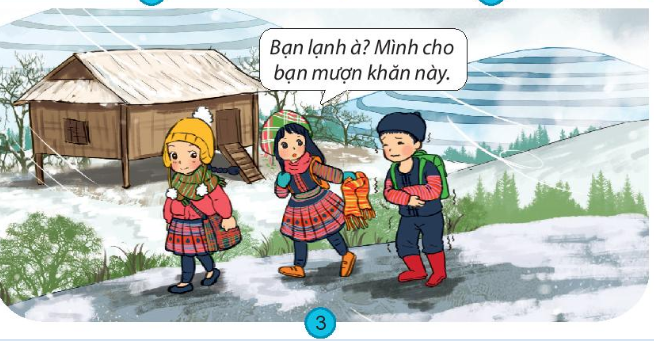 Bạn lạnh à? Mình cho
bạn mượn khăn này.
3